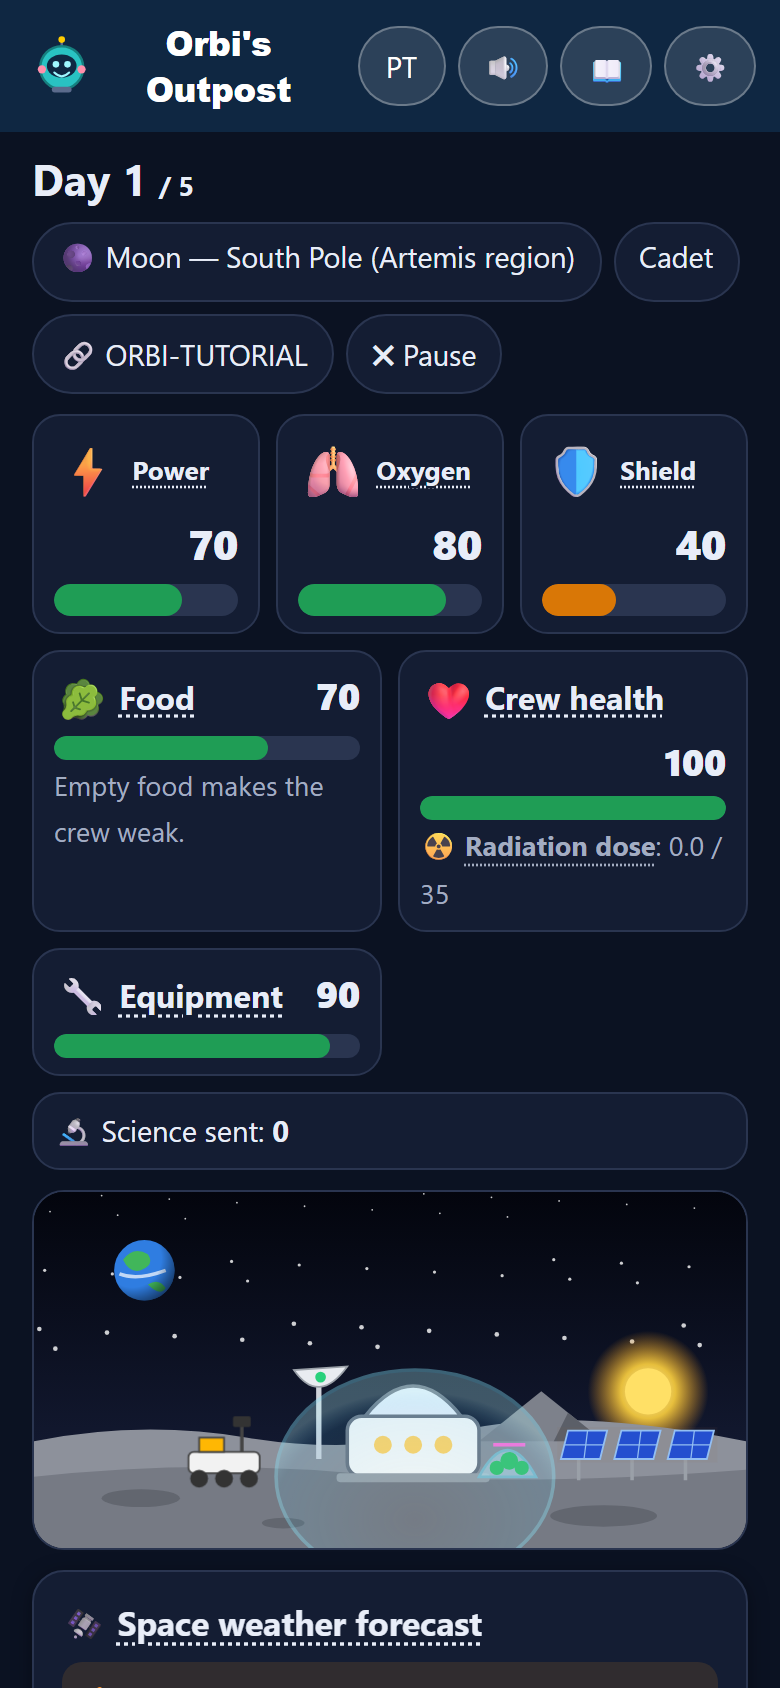 Orbi's
Outpost
PT
Day 1 / 5
Moon — South Pole (Artemis region)
Cadet
ORBI-TUTORIAL
Pause
Power
70
Oxygen
80
Shield
40
Food 70
Empty food makes the
crew weak.
Crew health
100
Radiation dose: 0.0 /
35
Equipment 90
Science sent: 0
Space weather forecast